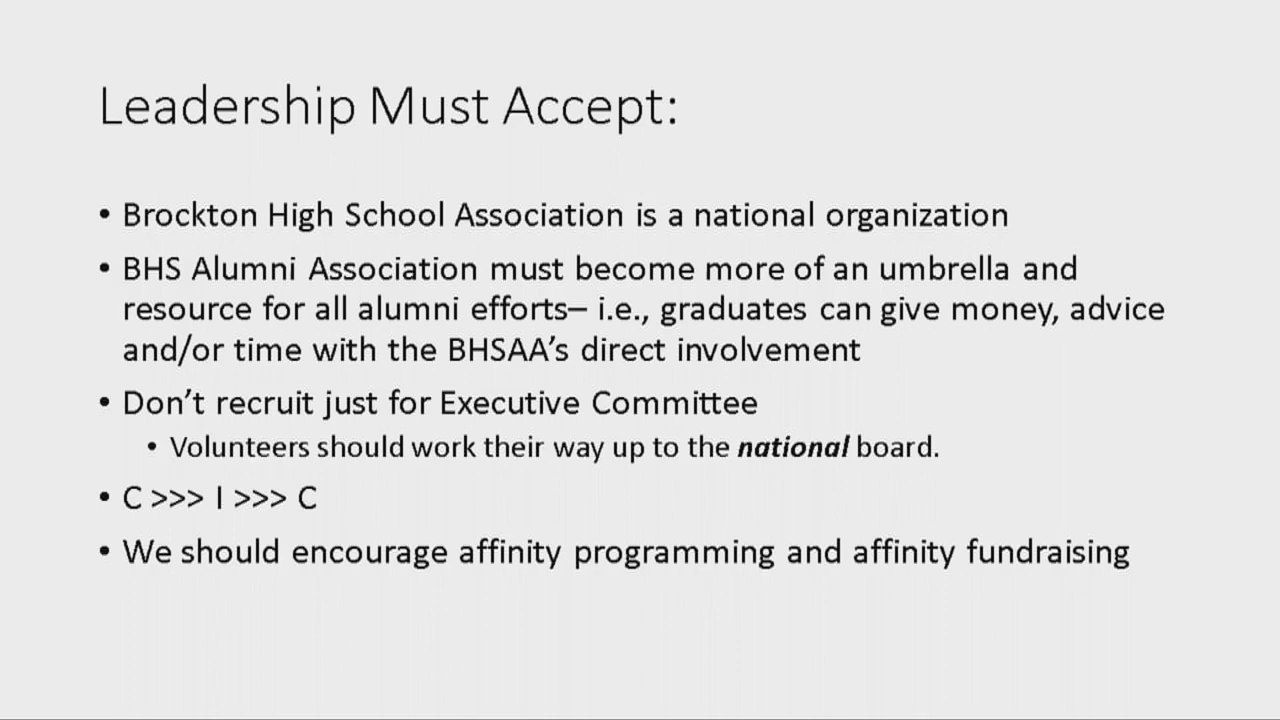 Leadership Must Accept:
• Brockton High School Association is a national organization
• BHS Alumni Association must become more of an umbrella and
resource for all alumni efforts– i.e., graduates can give money, advice
and/or time with the BHSAA’s direct involvement
• Don’t recruit just for Executive Committee
• Volunteers should work their way up to the national board.
• C >>> I >>> C
• We should encourage affinity programming and affinity fundraising